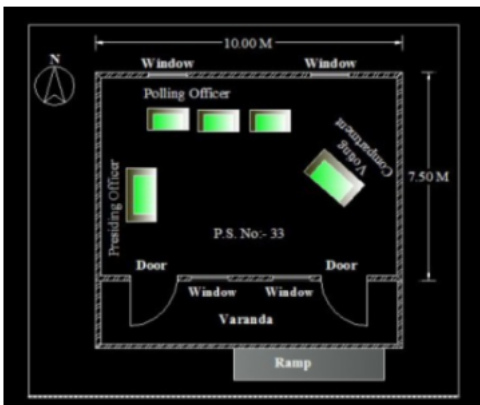 10.00 M
N
Window
Window
Polling Officer
Voting
Compartment
7.50 M
Presiding Officer
P.S. No:- 33
Door
Door
Window
Window
Varanda
Ramp